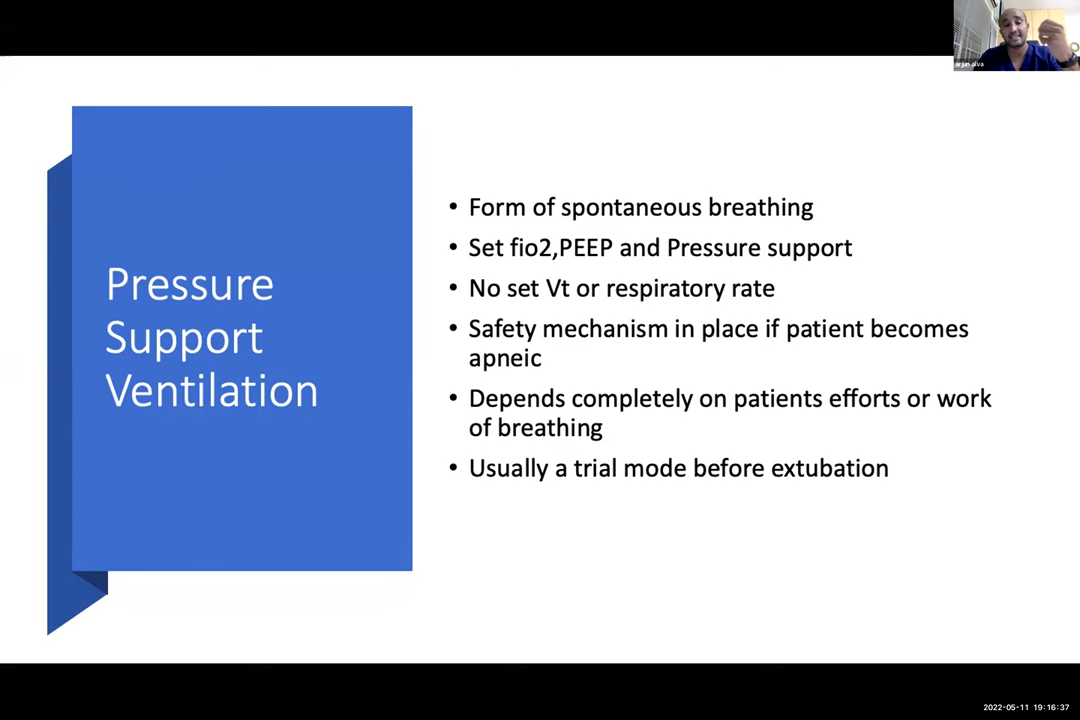 arjun alva
Pressure
Support
Ventilation
• Form of spontaneous breathing
• Set fio2,PEEP and Pressure support
• No set Vt or respiratory rate
• Safety mechanism in place if patient becomes
apneic
• Depends completely on patients efforts or work
of breathing
• Usually a trial mode before extubation
2022-05-11 19:16:37